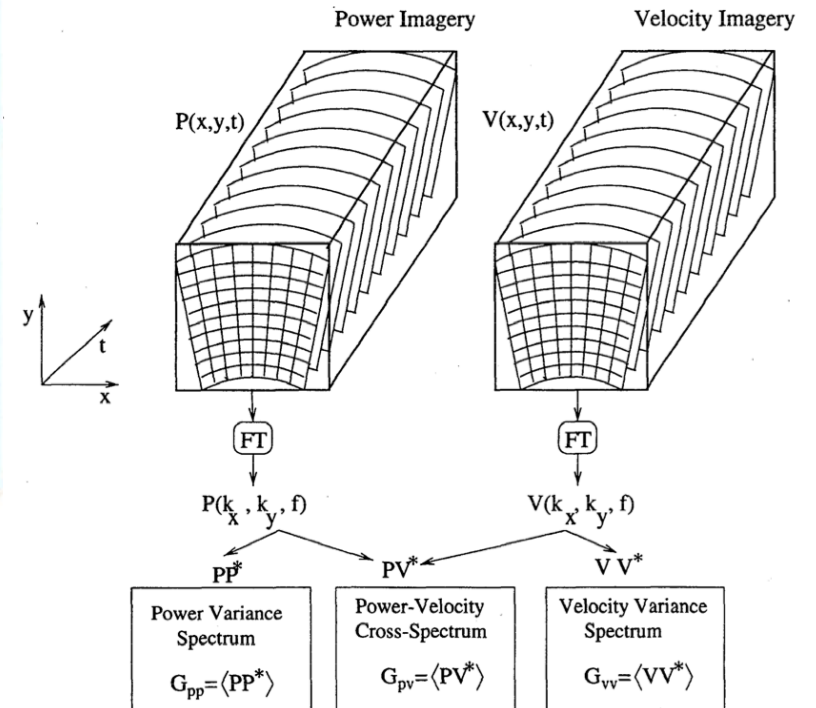 Power Imagery
Velocity Imagery
P(x,y,t)
V(x,y,t)
y
t
x
FT
FT
P(k_x, k_y, f)
V(k_x, k_y, f)
PP*
PV*
V V*
Power Variance
Spectrum
G_pp=⟨PP*⟩
Power-Velocity
Cross-Spectrum
G_pv=⟨PV*⟩
Velocity Variance
Spectrum
G_vv=⟨VV*⟩